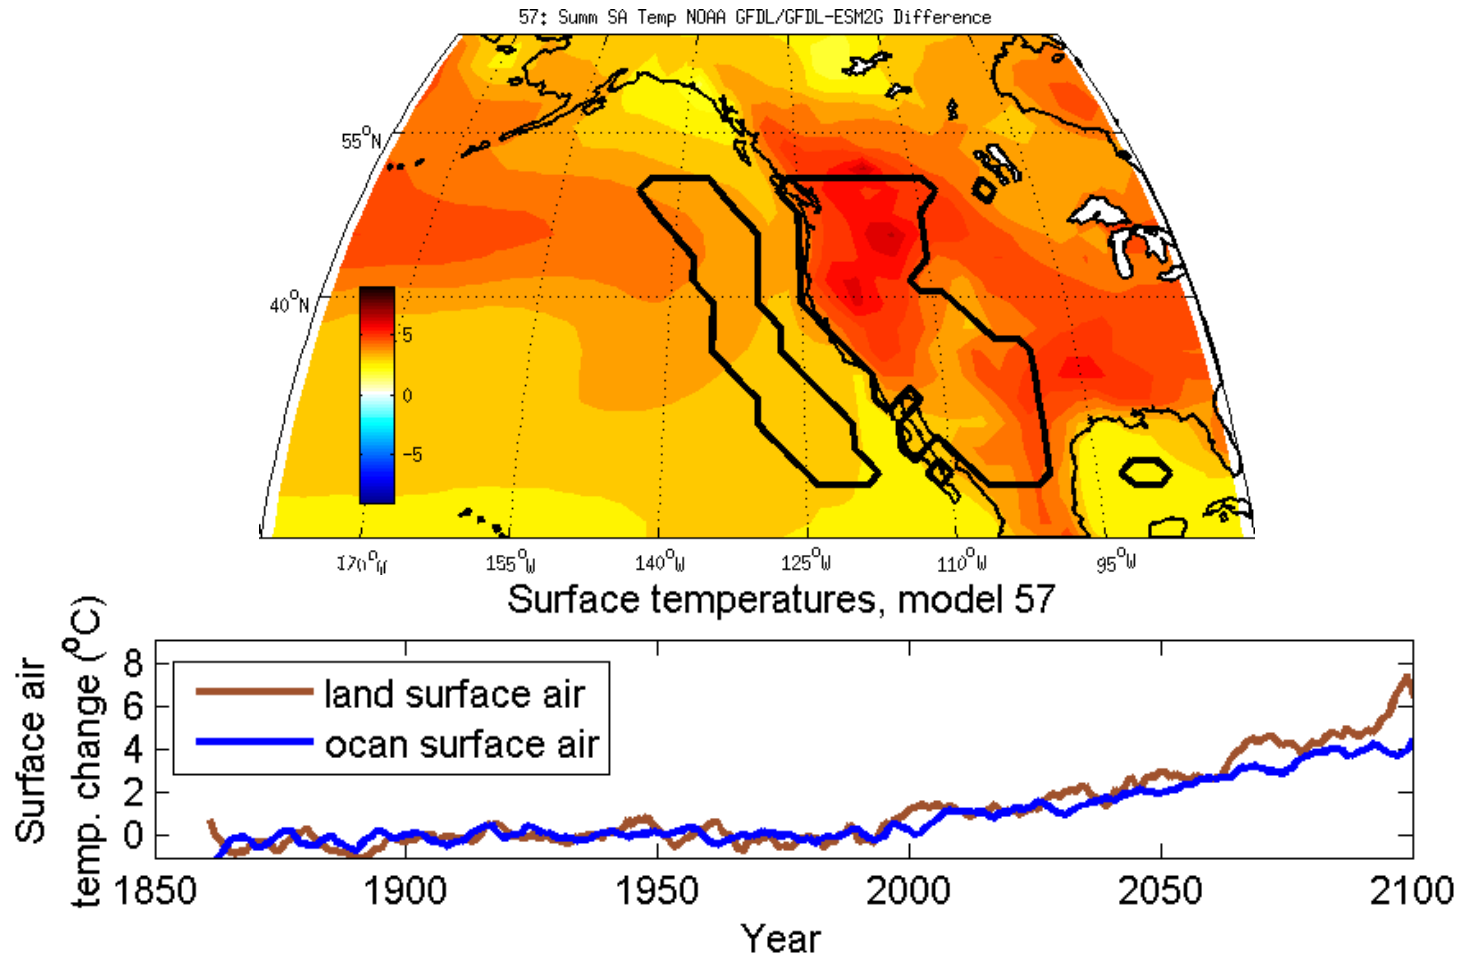 57: Summ SA Temp NOAA GFDL/GFDL-ESM2G Difference
55°N
40°N
5
0
-5
170°W 155°W 140°W 125°W 110°W 95°W
Surface temperatures, model 57
Surface air
temp. change (°C)
8
6
4
2
0
land surface air
ocan surface air
1850 1900 1950 2000 2050 2100
Year